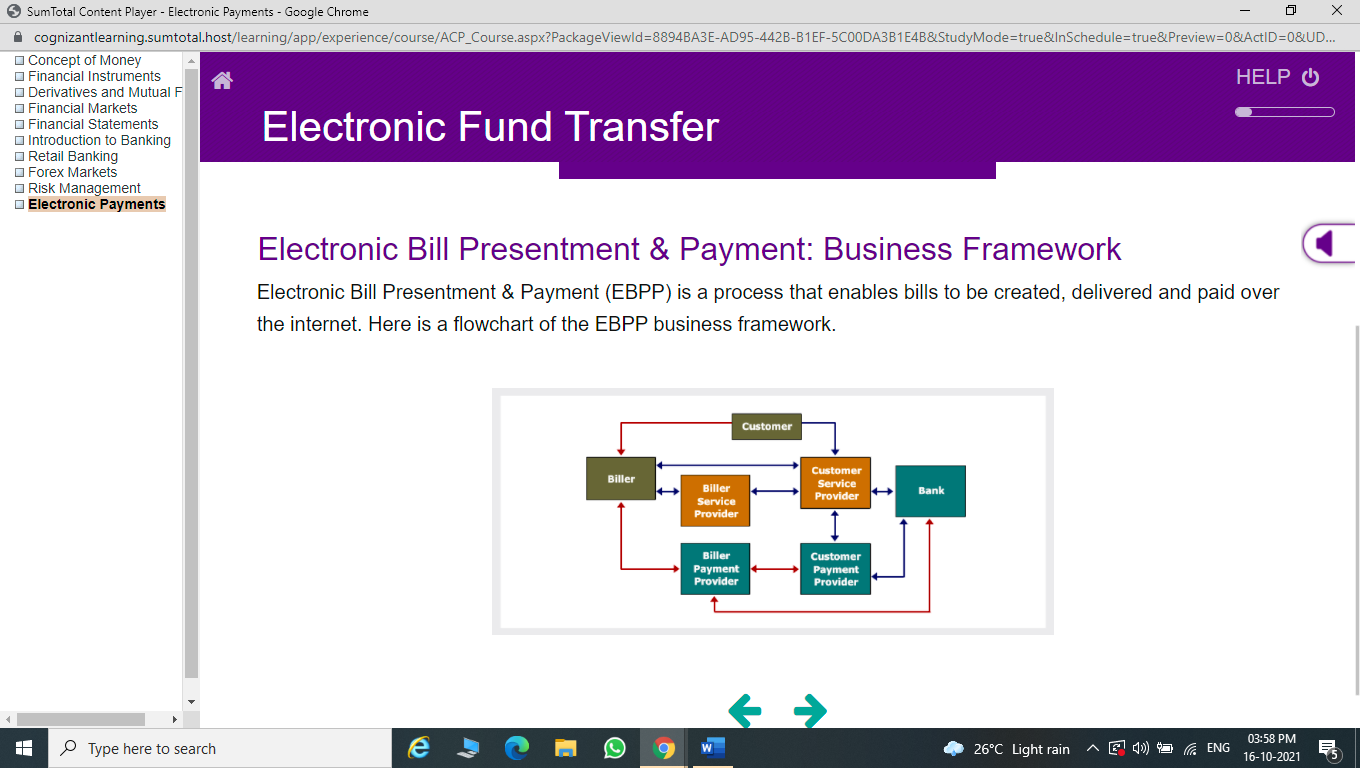 SumTotal Content Player - Electronic Payments - Google Chrome
cognizantlearning.sumtotal.host/learning/app/experience/course/ACP_Course.aspx?PackageViewId=8894BA3E-AD95-442B-B1EF-5C00DA3B1E4B&StudyMode=true&InSchedule=true&Preview=0&ActID=0&UD...
Concept of Money
Financial Instruments
Derivatives and Mutual F
Financial Markets
Financial Statements
Introduction to Banking
Retail Banking
Forex Markets
Risk Management
Electronic Payments
HELP
Electronic Fund Transfer
Electronic Bill Presentment & Payment: Business Framework
Electronic Bill Presentment & Payment (EBPP) is a process that enables bills to be created, delivered and paid over
the internet. Here is a flowchart of the EBPP business framework.
Customer
Biller
Biller
Service
Provider
Customer
Service
Provider
Bank
Biller
Payment
Provider
Customer
Payment
Provider
Type here to search
W
26°C Light rain
ENG
03:58 PM
16-10-2021
5